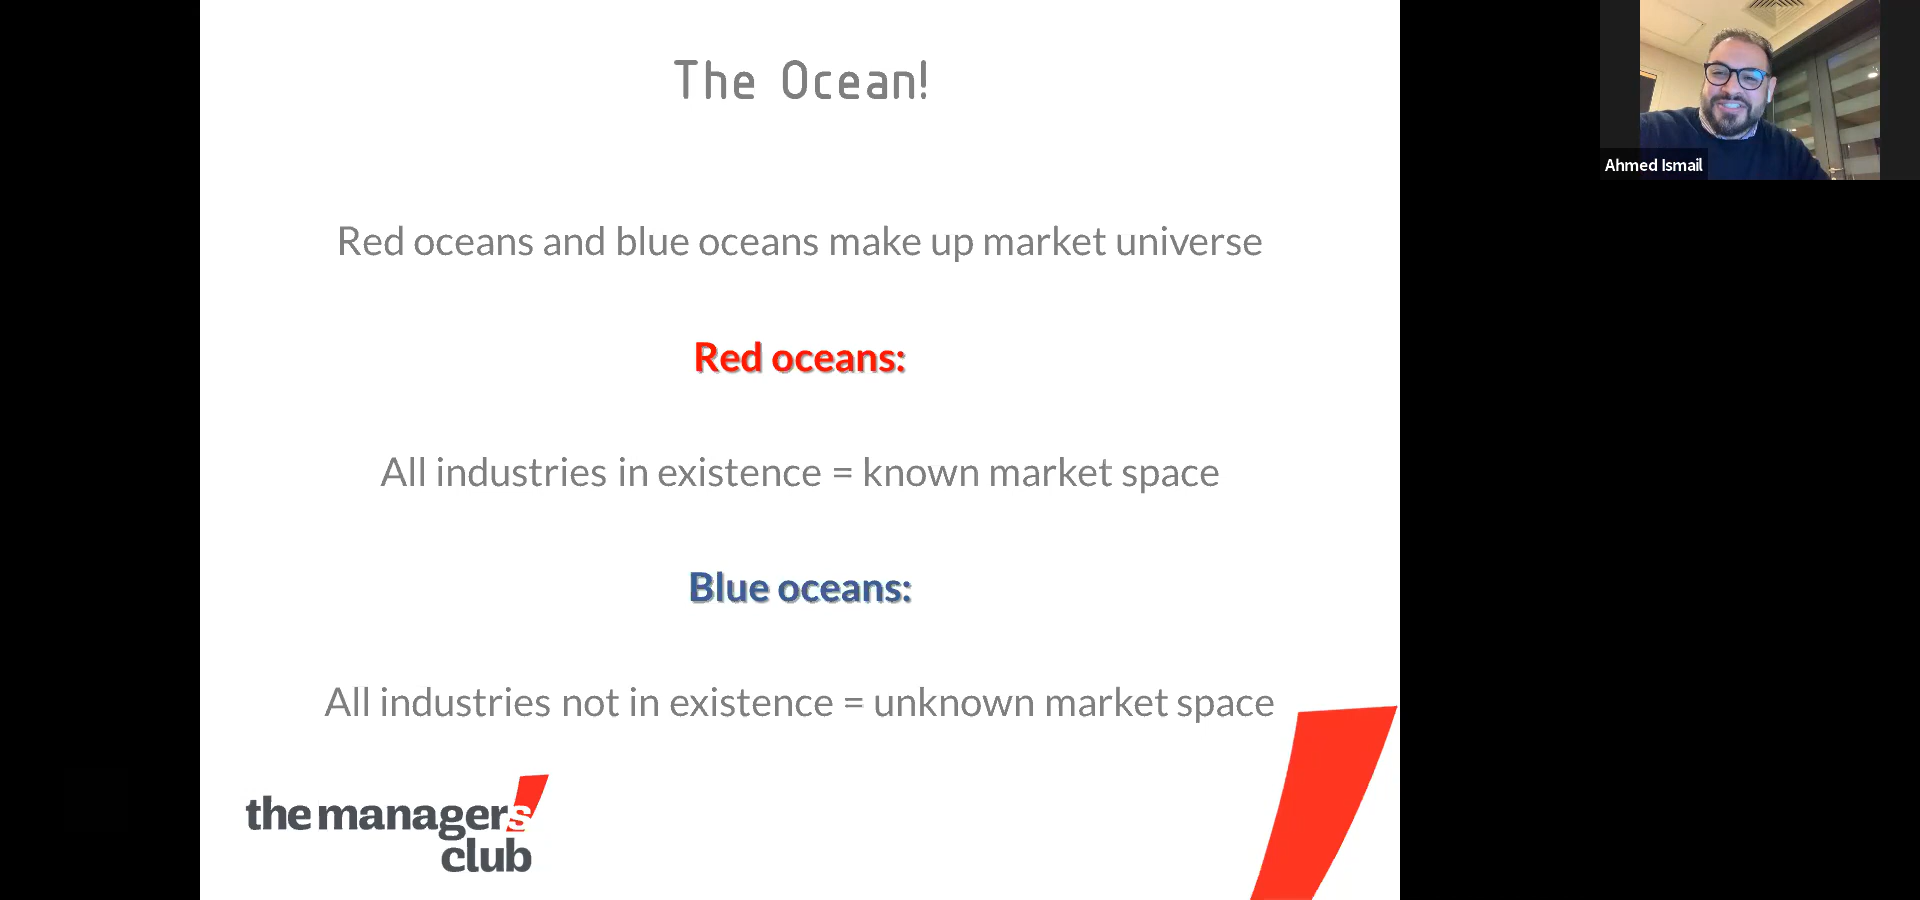 The Ocean!
Red oceans and blue oceans make up market universe
Red oceans:
All industries in existence = known market space
Blue oceans:
All industries not in existence = unknown market space
the managers
club
Ahmed Ismail